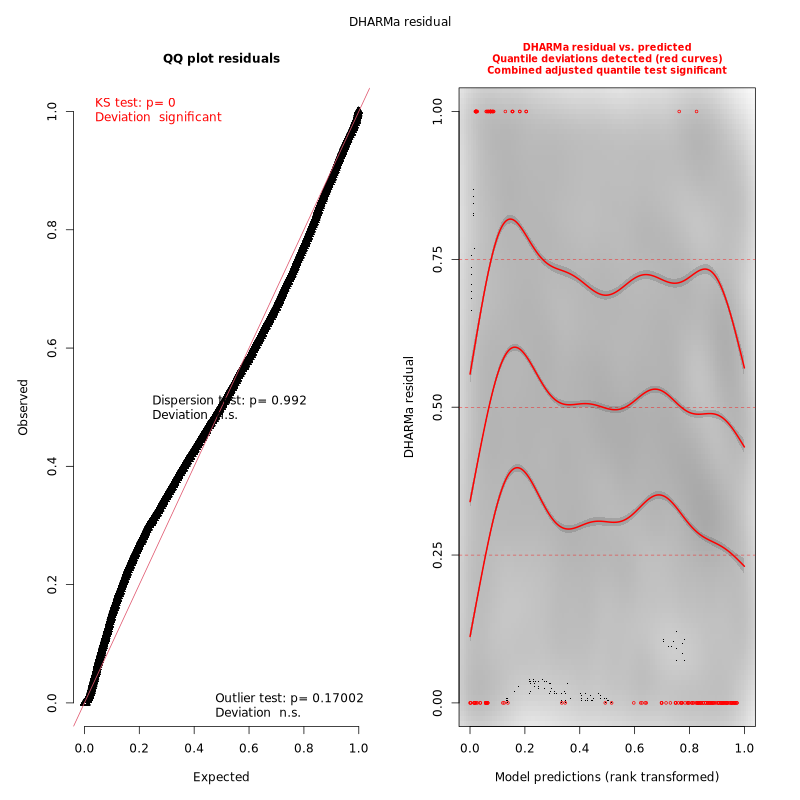 DHARMa residual
QQ plot residuals
KS test: p= 0
Deviation  significant
Dispersion test: p= 0.992
Deviation n.s.
Outlier test: p= 0.17002
Deviation  n.s.
Observed
0.0
0.2
0.4
0.6
0.8
1.0
0.0
0.2
0.4
0.6
0.8
1.0
Expected
DHARMa residual vs. predicted
Quantile deviations detected (red curves)
Combined adjusted quantile test significant
DHARMa residual
0.00
0.25
0.50
0.75
1.00
0.0
0.2
0.4
0.6
0.8
1.0
Model predictions (rank transformed)